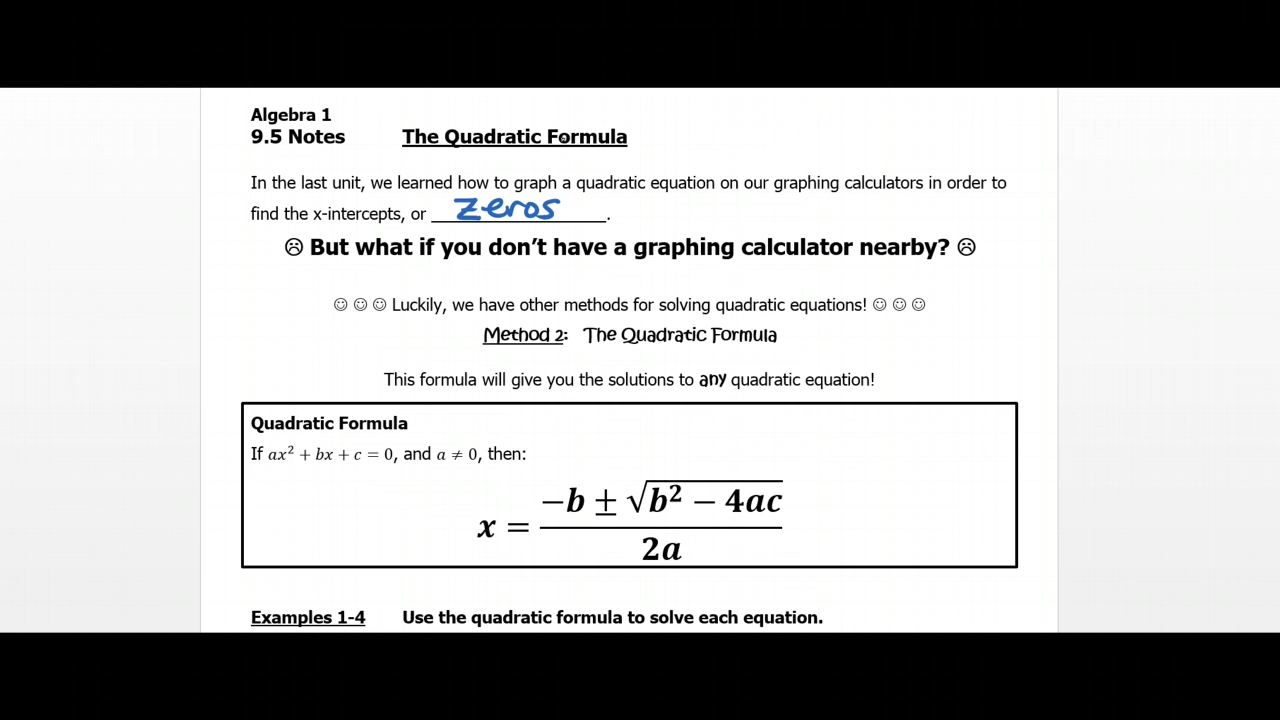 Algebra 1
9.5 Notes The Quadratic Formula
In the last unit, we learned how to graph a quadratic equation on our graphing calculators in order to
find the x-intercepts, or zeros.
☹ But what if you don’t have a graphing calculator nearby? ☹
☺ ☺ ☺ Luckily, we have other methods for solving quadratic equations! ☺ ☺ ☺
Method 2: The Quadratic Formula
This formula will give you the solutions to any quadratic equation!
Quadratic Formula
If ax² + bx + c = 0, and a ≠ 0, then:
x = (−b ± √(b² − 4ac)) / 2a
Examples 1-4 Use the quadratic formula to solve each equation.